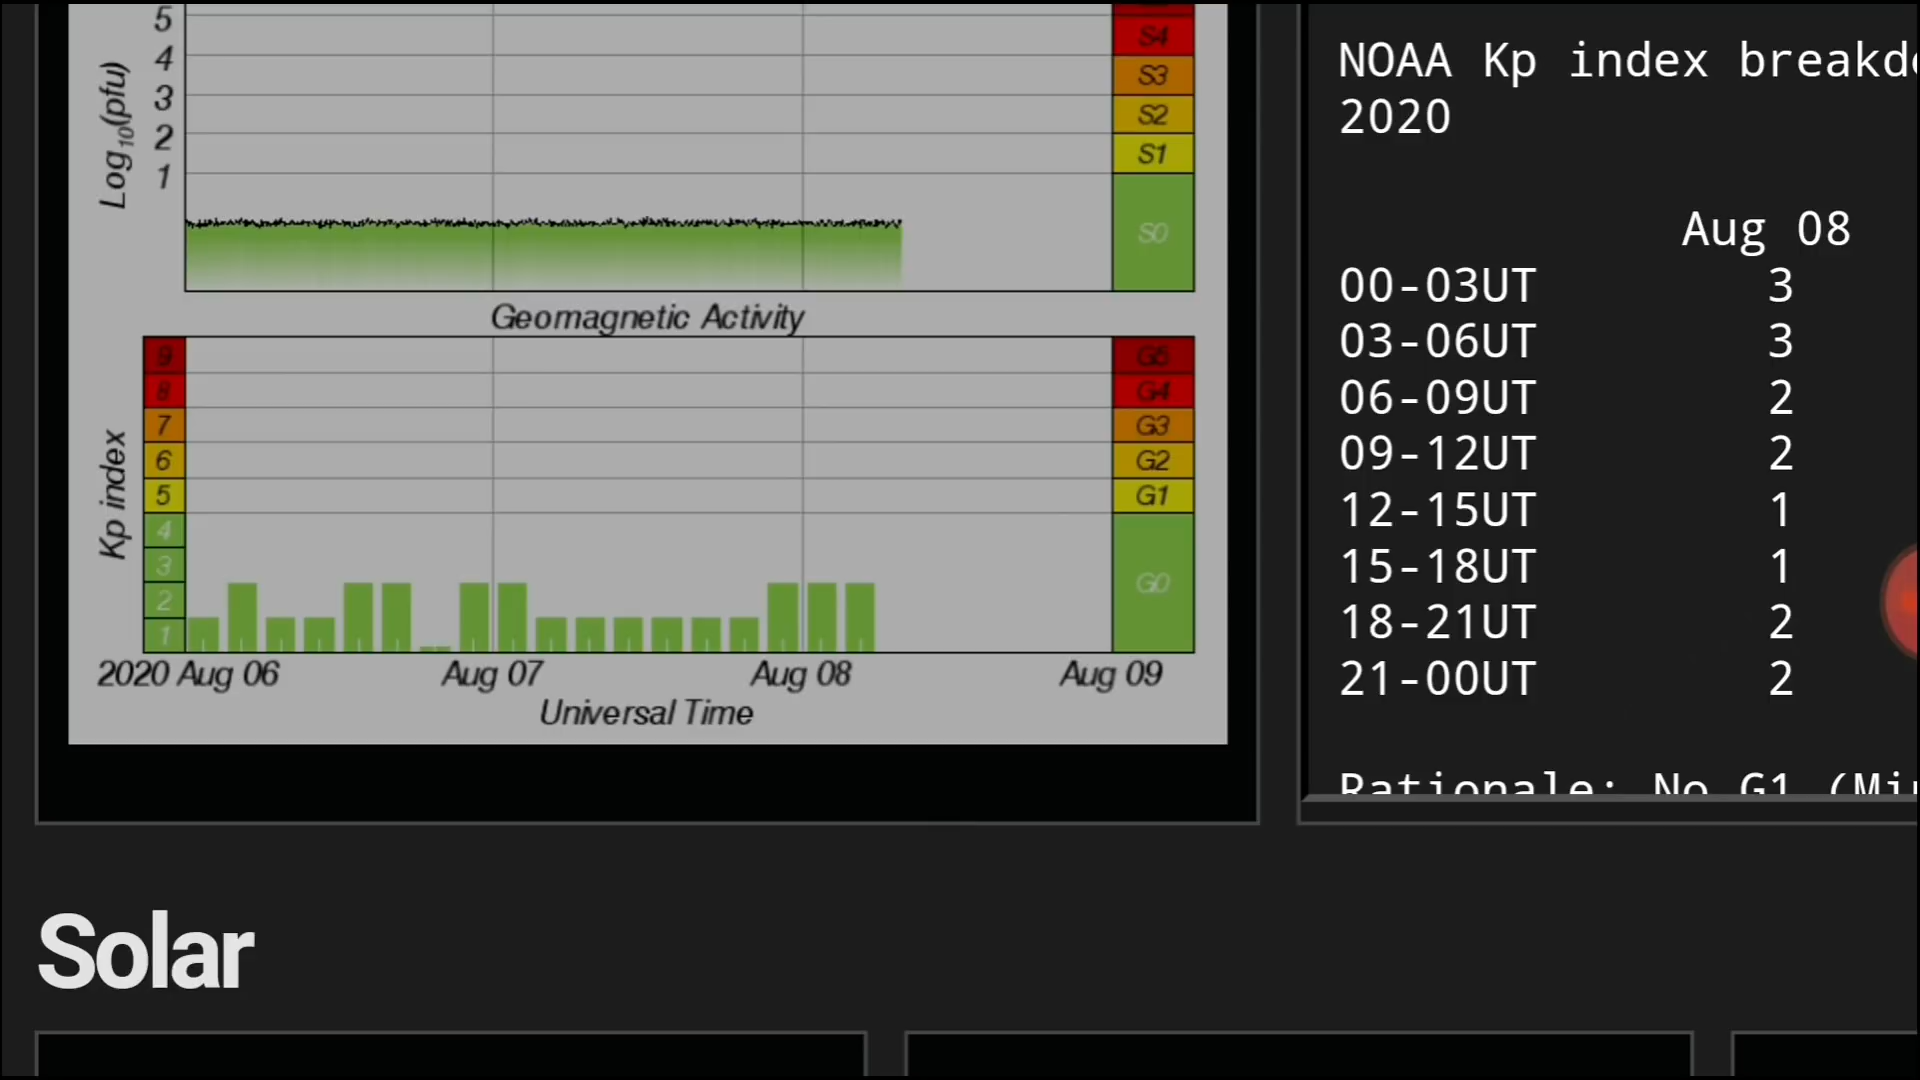 5
4
3
2
1
Log10(pfu)
S4
S3
S2
S1
S0
Geomagnetic Activity
9
8
7
6
5
4
3
2
1
Kp index
G5
G4
G3
G2
G1
G0
2020 Aug 06 Aug 07 Aug 08 Aug 09
Universal Time
NOAA Kp index
2020
Aug 08
00-03UT 3
03-06UT 3
06-09UT 2
09-12UT 2
12-15UT 1
15-18UT 1
18-21UT 2
21-00UT 2
Rationale: No G1
Solar